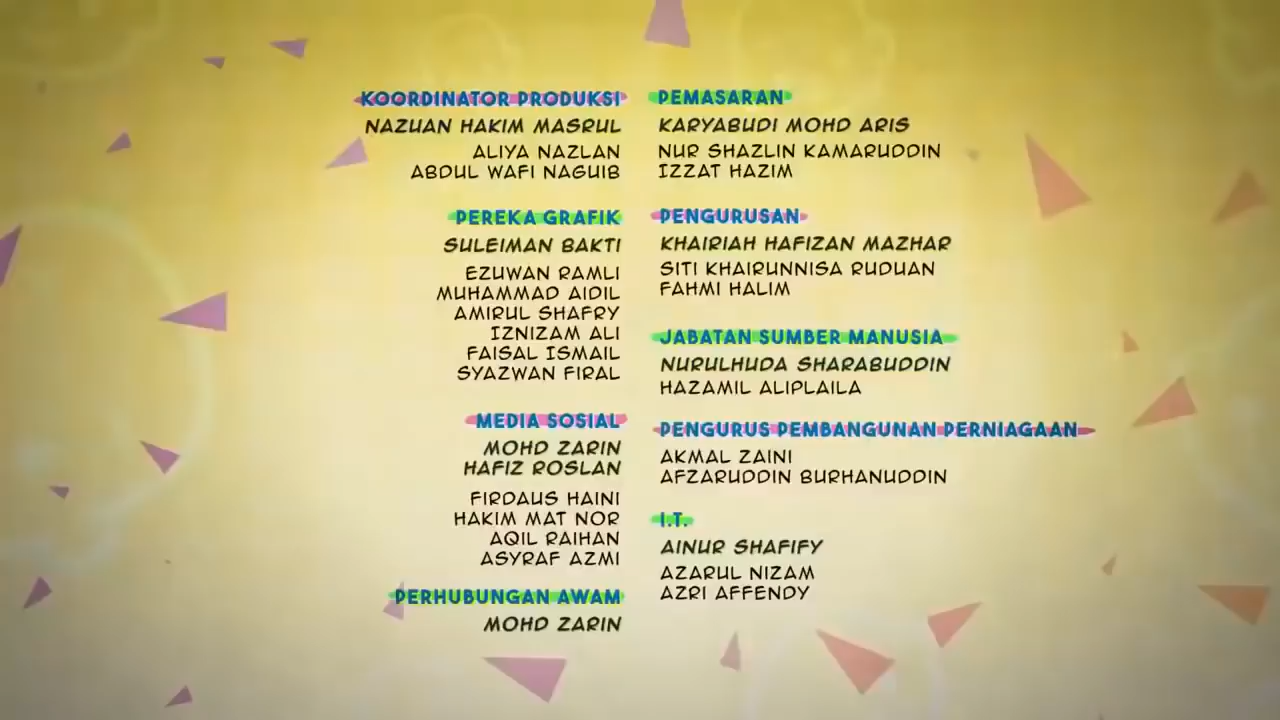 KOORDINATOR PRODUKSI
NAZUAN HAKIM MASRUL
ALIYA NAZLAN
ABDUL WAFI NAGUIB
PEREKA GRAFIK
SULEIMAN BAKTI
EZUWAN RAMLI
MUHAMMAD AIDIL
AMIRUL SHAFRY
IZNIZAM ALI
FAISAL ISMAIL
SYAZWAN FIRAL
MEDIA SOSIAL
MOHD ZARIN
HAFIZ ROSLAN
FIRDAUS HAINI
HAKIM MAT NOR
AQIL RAIHAN
ASYRAF AZMI
PERHUBUNGAN AWAM
MOHD ZARIN
PEMASARAN
KARYABUDI MOHD ARIS
NUR SHAZLIN KAMARUDDIN
IZZAT HAZIM
PENGURUSAN
KHAIRIAH HAFIZAN MAZHAR
SITI KHAIRUNNISA RUDUAN
FAHMI HALIM
JABATAN SUMBER MANUSIA
NURULHUDA SHARABUDDIN
HAZAMIL ALIPLAILA
PENGURUS PEMBANGUNAN PERNIAGAAN
AKMAL ZAINI
AFZARUDDIN BURHANUDDIN
I.T.
AINUR SHAFIFY
AZARUL NIZAM
AZRI AFFENDY